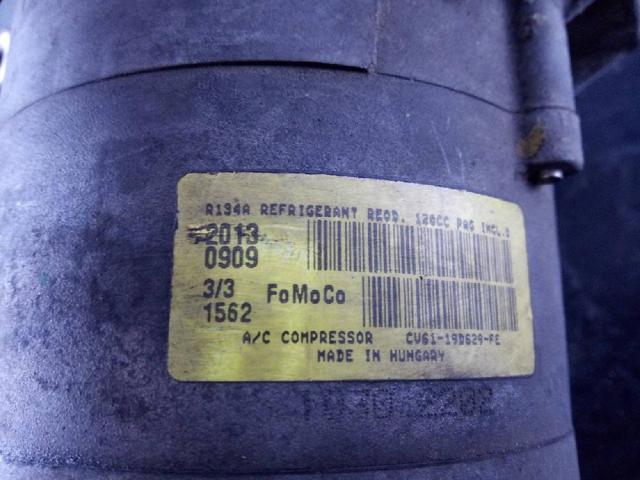 R134A REFRIGERANT REQD. 120CC PAG INCL.
2013
0909
3/3 FoMoCo
1562
A/C COMPRESSOR CV61-19D629-FE
MADE IN HUNGARY